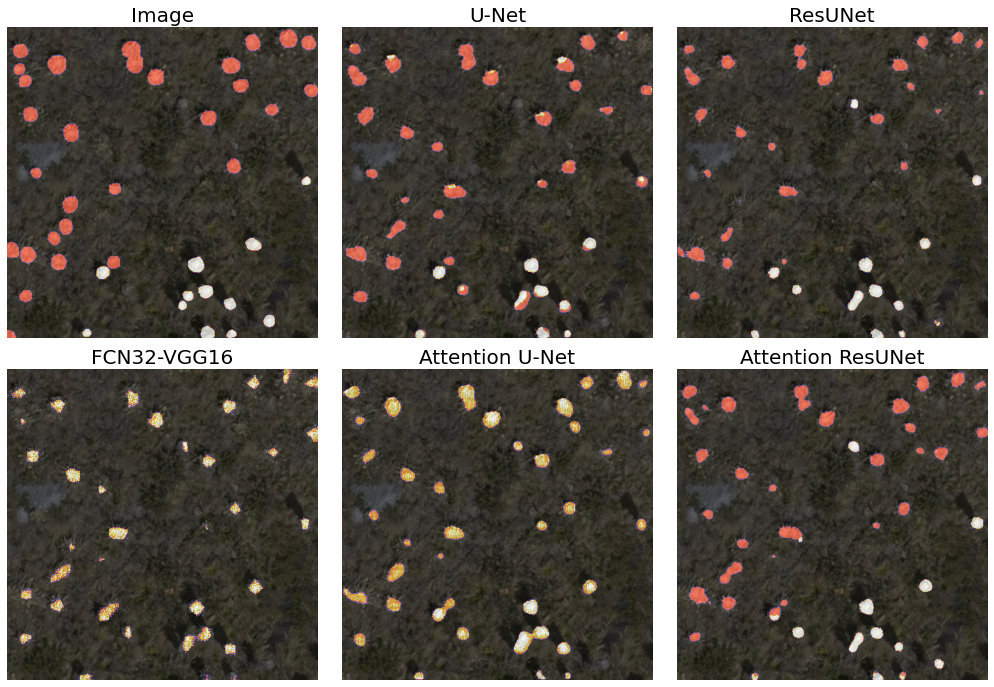 Image
U-Net
ResUNet
FCN32-VGG16
Attention U-Net
Attention ResUNet